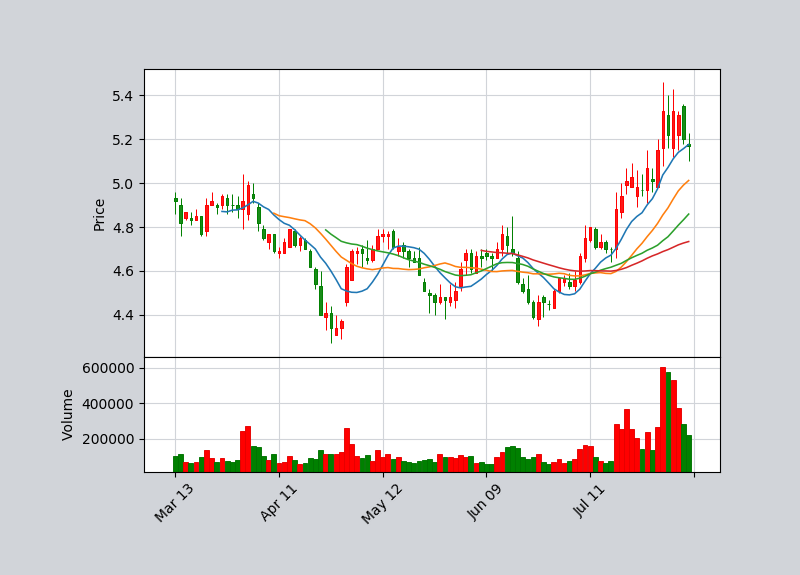 Price
5.4
5.2
5.0
4.8
4.6
4.4
Volume
600000
400000
200000
Mar 13
Apr 11
May 12
Jun 09
Jul 11